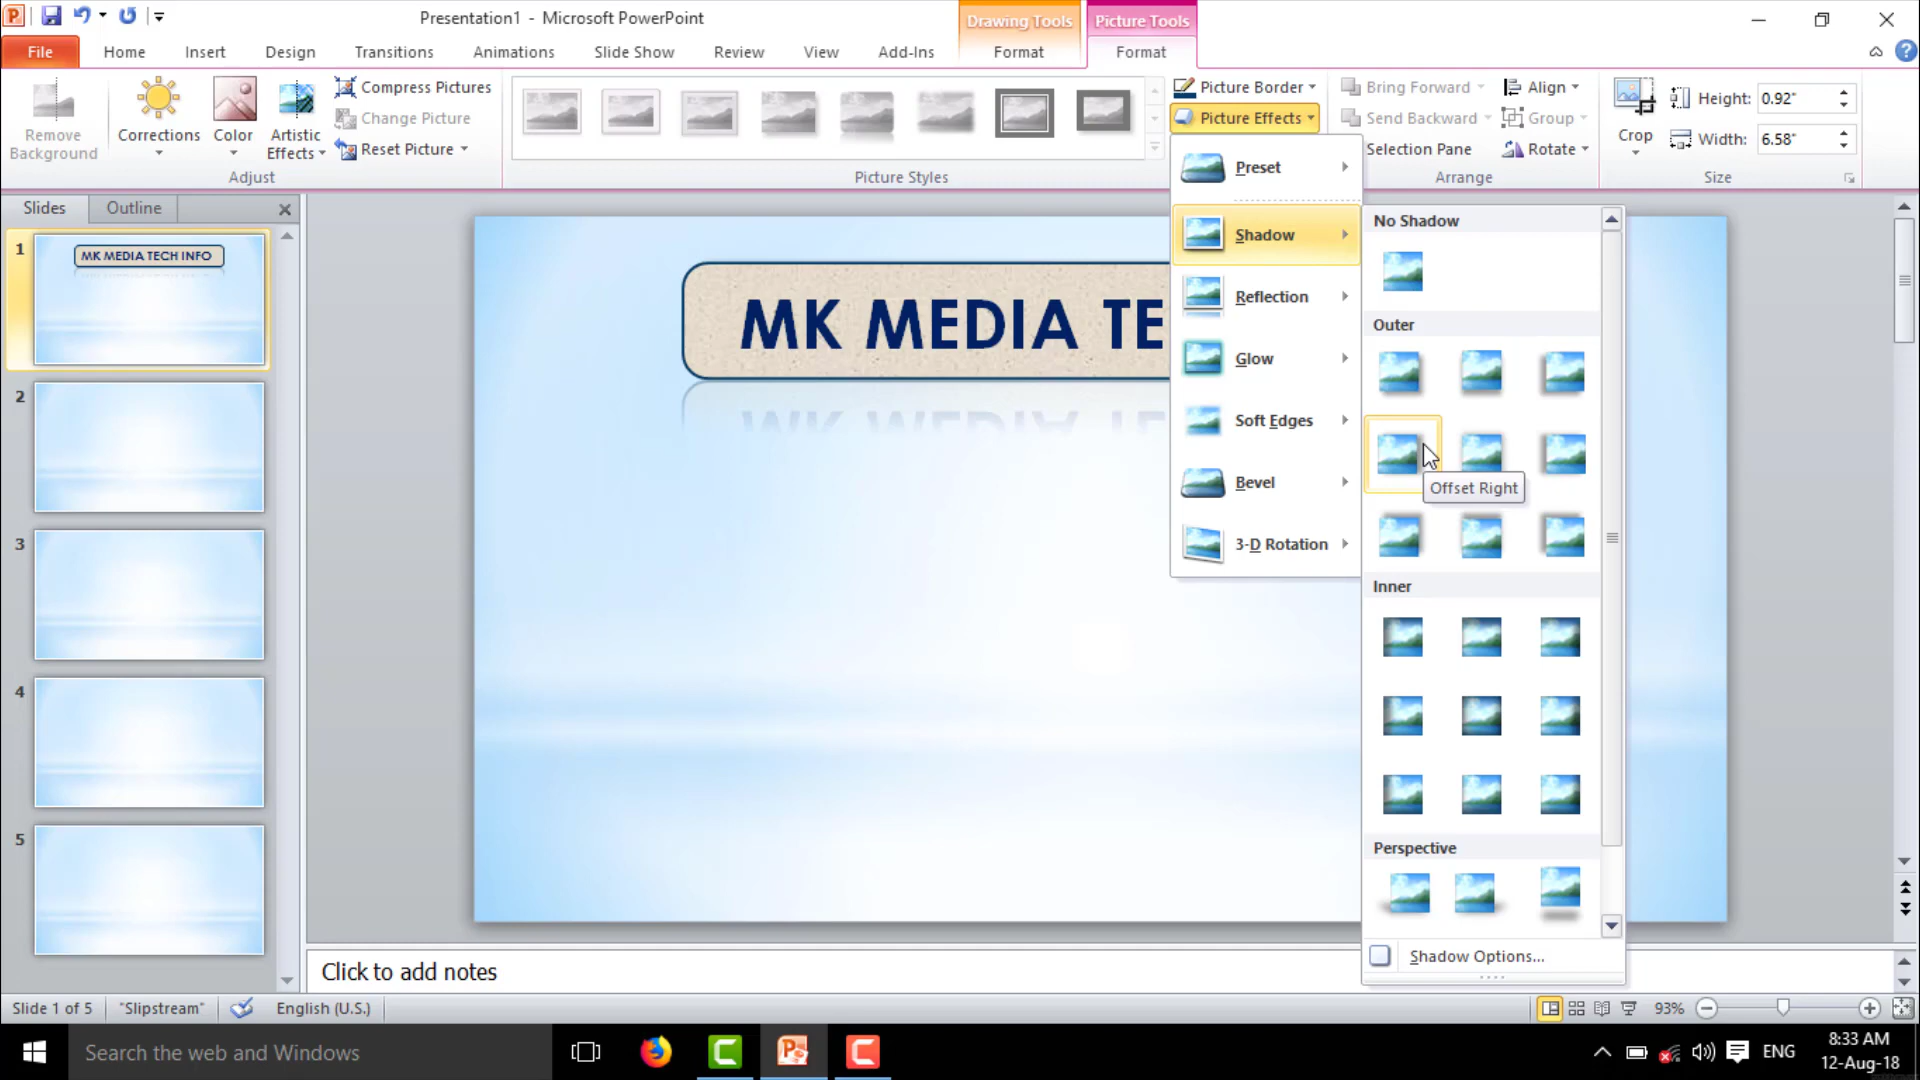 Presentation1 - Microsoft PowerPoint
Drawing Tools
Picture Tools
File
Home
Insert
Design
Transitions
Animations
Slide Show
Review
View
Add-Ins
Format
Format
Remove
Background
Corrections
Color
Artistic
Effects
Compress Pictures
Change Picture
Reset Picture
Adjust
Picture Styles
Picture Border
Picture Effects
Bring Forward
Send Backward
Selection Pane
Align
Group
Rotate
Arrange
Crop
Height: 0.92"
Width: 6.58"
Size
Slides
Outline
1
MK MEDIA TECH INFO
2
3
4
5
MK MEDIA TE
Preset
Shadow
Reflection
Glow
Soft Edges
Bevel
3-D Rotation
No Shadow
Outer
Offset Right
Inner
Perspective
Shadow Options...
Click to add notes
Slide 1 of 5
"Slipstream"
English (U.S.)
93%
Search the web and Windows
ENG
8:33 AM
12-Aug-18